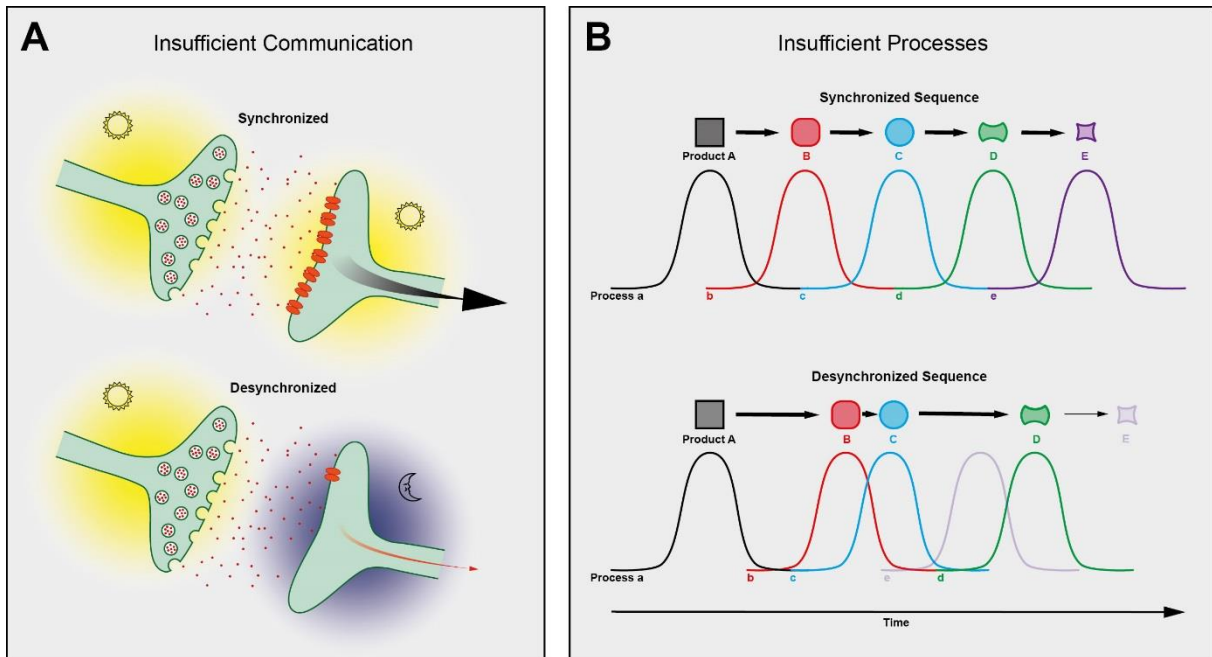 A
Insufficient Communication
Synchronized
Desynchronized
B
Insufficient Processes
Synchronized Sequence
Product A
B
C
D
E
Process a
b
c
d
e
Desynchronized Sequence
Product A
B
C
D
E
Process a
b
c
e
d
Time